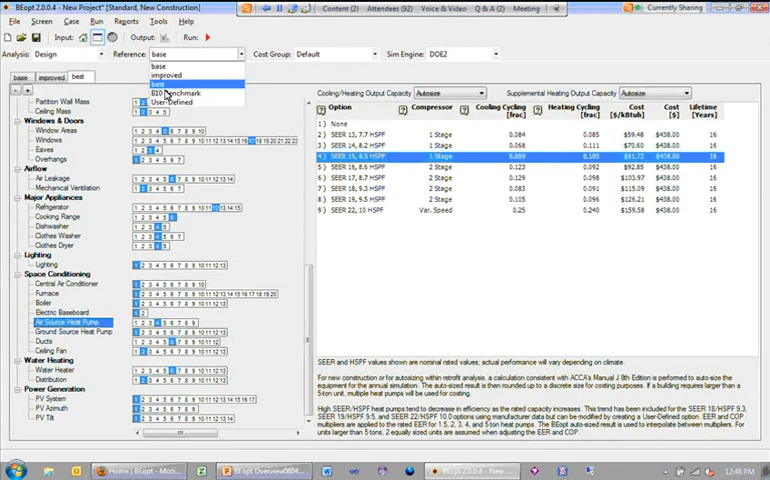 BEopt 2.0.0.4 - New Project* [Design, New Construction]
Content (2) Attendees (92) Voice & Video Q & A (2) Meeting
Currently Sharing
File Screen Case Run Reports Tools Help
Input: Output: Run:
Analysis: Design Reference: base Cost Group: Default Sim Engine: DOE2
base
improved
best
B10 Benchmark
User-Defined
base improved best
Partition Wall Mass
Ceiling Mass
Windows & Doors
Window Areas
Windows
Eaves
Overhangs
Airflow
Air Leakage
Mechanical Ventilation
Major Appliances
Refrigerator
Cooking Range
Dishwasher
Clothes Washer
Clothes Dryer
Lighting
Lighting
Space Conditioning
Central Air Conditioner
Furnace
Boiler
Electric Baseboard
Air Source Heat Pump
Ground Source Heat Pump
Ducts
Ceiling Fan
Water Heating
Water Heater
Distribution
Power Generation
PV System
PV Azimuth
PV Tilt
Cooling/Heating Output Capacity Autosize Supplemental Heating Output Capacity Autosize
Option Compressor Cooling Cycling [frac] Heating Cycling [frac] Cost [$/kBtuh] Cost [$] Lifetime [Years]
1 ) None
2 ) SEER 13, 7.7 HSPF 1 Stage 0.084 0.085 $59.48 $438.00 16
3 ) SEER 14, 8.2 HSPF 1 Stage 0.068 0.111 $70.60 $438.00 16
4 ) SEER 15, 8.5 HSPF 1 Stage 0.089 0.105 $81.72 $438.00 16
5 ) SEER 16, 8.6 HSPF 2 Stage 0.123 0.092 $92.85 $438.00 16
6 ) SEER 17, 8.7 HSPF 2 Stage 0.079 0.068 $103.97 $438.00 16
7 ) SEER 18, 9.3 HSPF 2 Stage 0.083 0.091 $115.09 $438.00 16
8 ) SEER 19, 9.5 HSPF 2 Stage 0.105 0.096 $126.21 $438.00 16
9 ) SEER 22, 10 HSPF Var. Speed 0.25 0.240 $159.58 $438.00 16
SEER and HSPF values shown are nominal rated values; actual performance will vary depending on climate.
For new construction or for autosizing within retrofit analysis, a calculation consistent with ACCA's Manual J 8th Edition is performed to auto-size the
equipment for the annual simulation. The auto-sized result is then rounded up to a discrete size for costing purposes. If a building requires larger than a
5-ton unit, multiple heat pumps will be used for costing.
High SEER/HSPF heat pumps tend to decrease in efficiency as the rated capacity increases. This trend has been included for the SEER 18/HSPF 9.3,
SEER 19/HSPF 9.5, and SEER 22/HSPF 10.0 options using manufacturer data but can be modified by creating a User-Defined option. EER and COP
multipliers are applied to the rated EER for 1.5, 2, 3, 4, and 5 ton heat pumps. The BEopt auto-sized result is used to interpolate between multipliers. For
units larger than 5 tons, 2 equally sized units are assumed when adjusting the EER and COP.
Home | BEopt - Mozi...
BEopt Overview0604...
BEopt 2.0.0.4 - New ...
12:48 PM